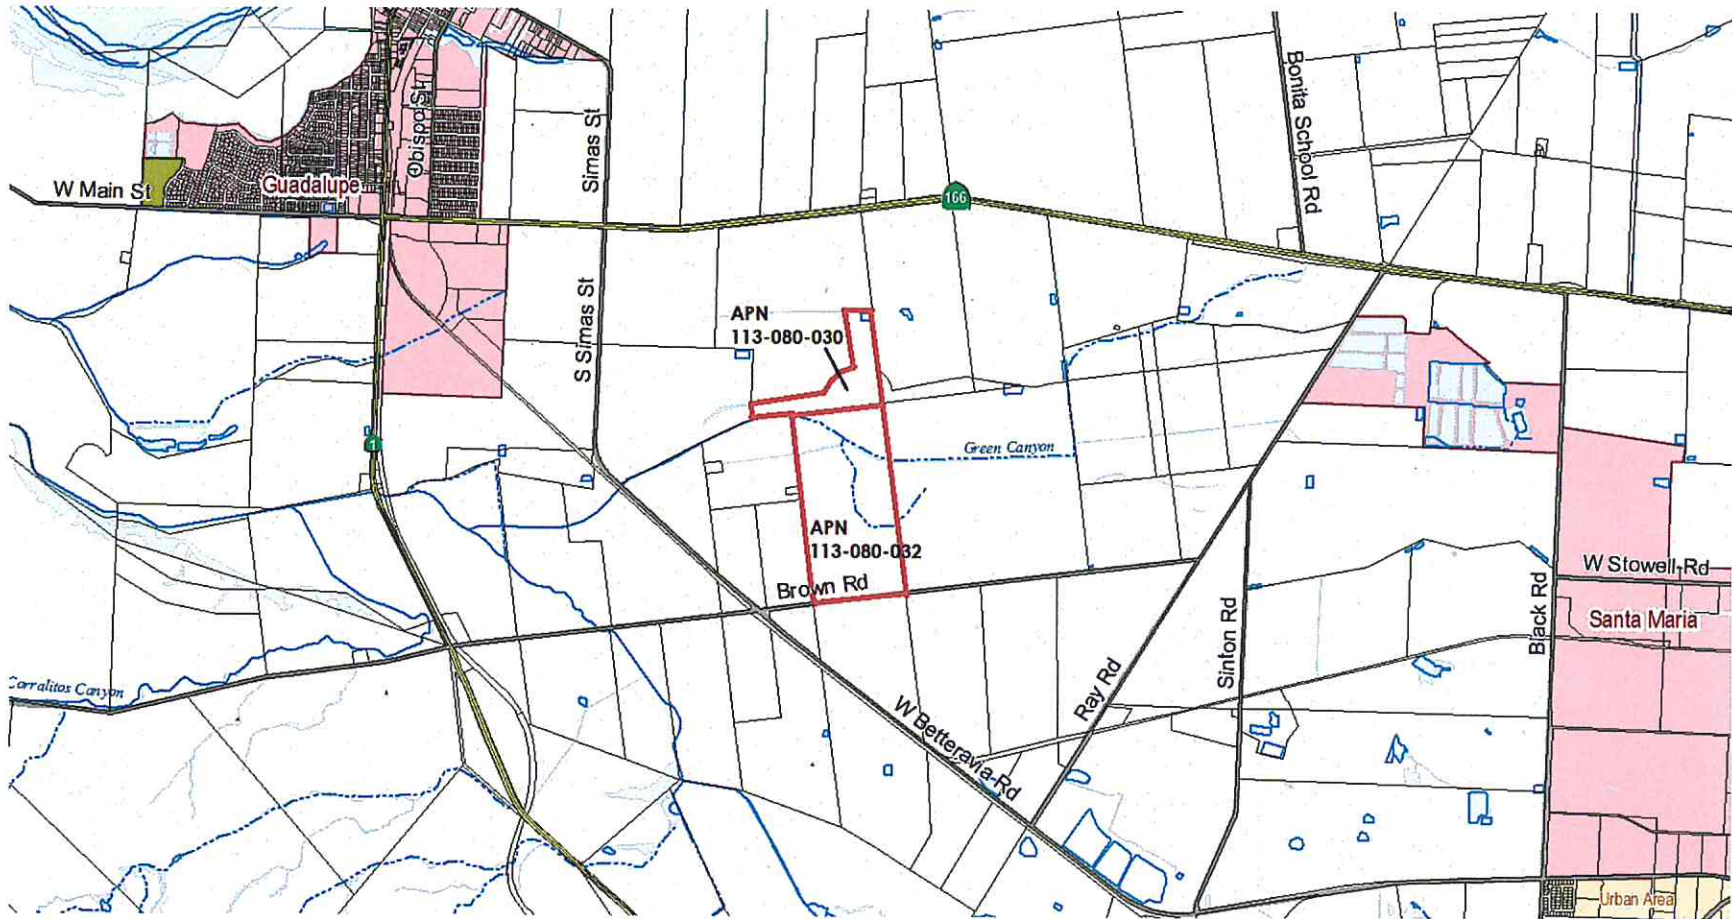 Bonita School Rd
Obispo St
Simas St
W Main St
Guadalupe
166
S Simas St
APN
113-080-030
1
Green Canyon
APN
113-080-032
Brown Rd
W Stowell Rd
Black Rd
Santa Maria
Sinton Rd
Ray Rd
Corralitos Canyon
W Betteravia Rd
Urban Area